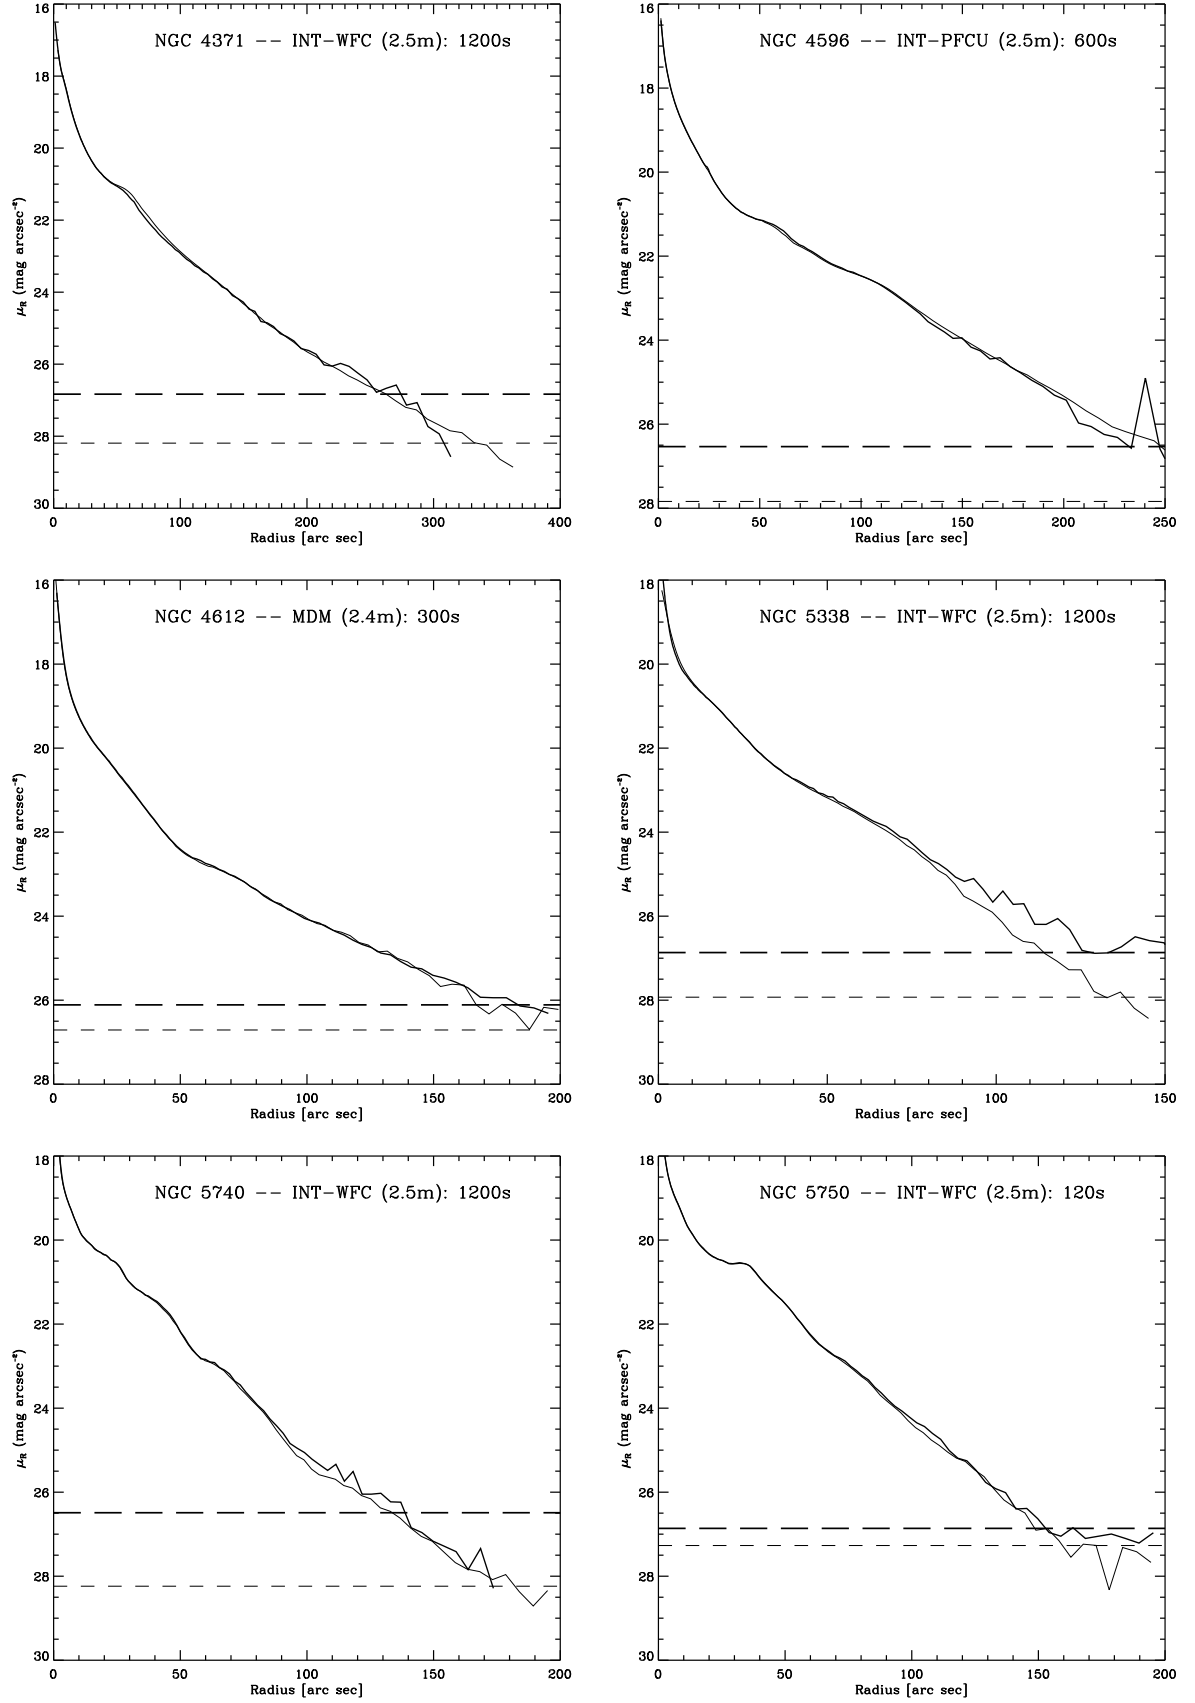 NGC 4371 -- INT-WFC (2.5m): 1200s
16
18
20
22
24
26
28
30
μR (mag arcsec-2)
0 100 200 300 400
Radius [arc sec]
NGC 4596 -- INT-PFCU (2.5m): 600s
16
18
20
22
24
26
28
μR (mag arcsec-2)
0 50 100 150 200 250
Radius [arc sec]
NGC 4612 -- MDM (2.4m): 300s
16
18
20
22
24
26
28
μR (mag arcsec-2)
0 50 100 150 200
Radius [arc sec]
NGC 5338 -- INT-WFC (2.5m): 1200s
18
20
22
24
26
28
30
μR (mag arcsec-2)
0 50 100 150
Radius [arc sec]
NGC 5740 -- INT-WFC (2.5m): 1200s
18
20
22
24
26
28
30
μR (mag arcsec-2)
0 50 100 150 200
Radius [arc sec]
NGC 5750 -- INT-WFC (2.5m): 120s
18
20
22
24
26
28
30
μR (mag arcsec-2)
0 50 100 150 200
Radius [arc sec]